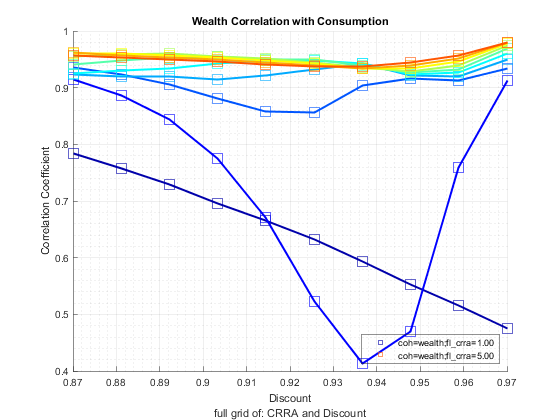 Wealth Correlation with Consumption
1
0.9
0.8
0.7
0.6
0.5
0.4
Correlation Coefficient
coh=wealth;fl_crra=1.00
coh=wealth;fl_crra=5.00
0.87 0.88 0.89 0.9 0.91 0.92 0.93 0.94 0.95 0.96 0.97
Discount
full grid of: CRRA and Discount